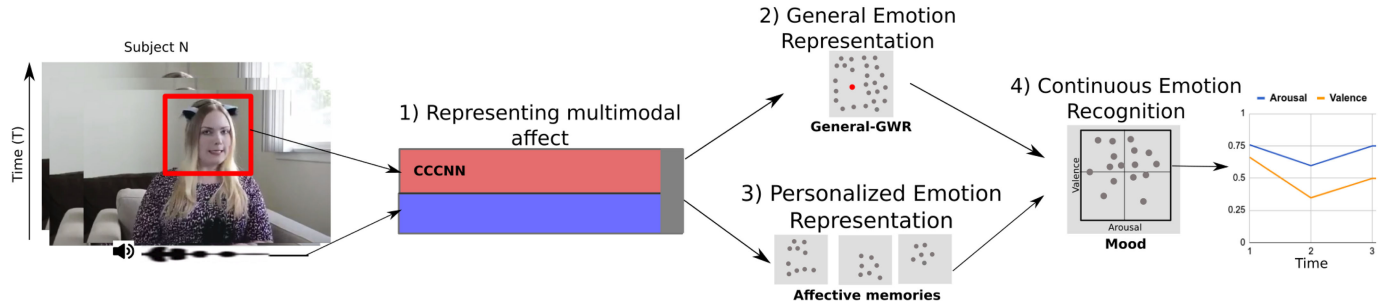 Subject N
Time (T)
1) Representing multimodal
affect
CCCNN
2) General Emotion
Representation
General-GWR
3) Personalized Emotion
Representation
Affective memories
4) Continuous Emotion
Recognition
Valence
Arousal
Mood
Arousal Valence
1
0.75
0.5
0.25
0
1 2 3
Time